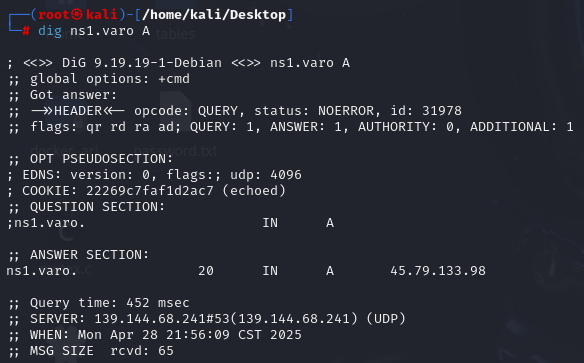 ┌──(root㉿kali)-[/home/kali/Desktop]
└─# dig ns1.varo A
; <<>> DiG 9.19.19-1-Debian <<>> ns1.varo A
;; global options: +cmd
;; Got answer:
;; ->>HEADER<<- opcode: QUERY, status: NOERROR, id: 31978
;; flags: qr rd ra ad; QUERY: 1, ANSWER: 1, AUTHORITY: 0, ADDITIONAL: 1
;; OPT PSEUDOSECTION:
; EDNS: version: 0, flags:; udp: 4096
; COOKIE: 22269c7faf1d2ac7 (echoed)
;; QUESTION SECTION:
;ns1.varo. IN A
;; ANSWER SECTION:
ns1.varo. 20 IN A 45.79.133.98
;; Query time: 452 msec
;; SERVER: 139.144.68.241#53(139.144.68.241) (UDP)
;; WHEN: Mon Apr 28 21:56:09 CST 2025
;; MSG SIZE rcvd: 65